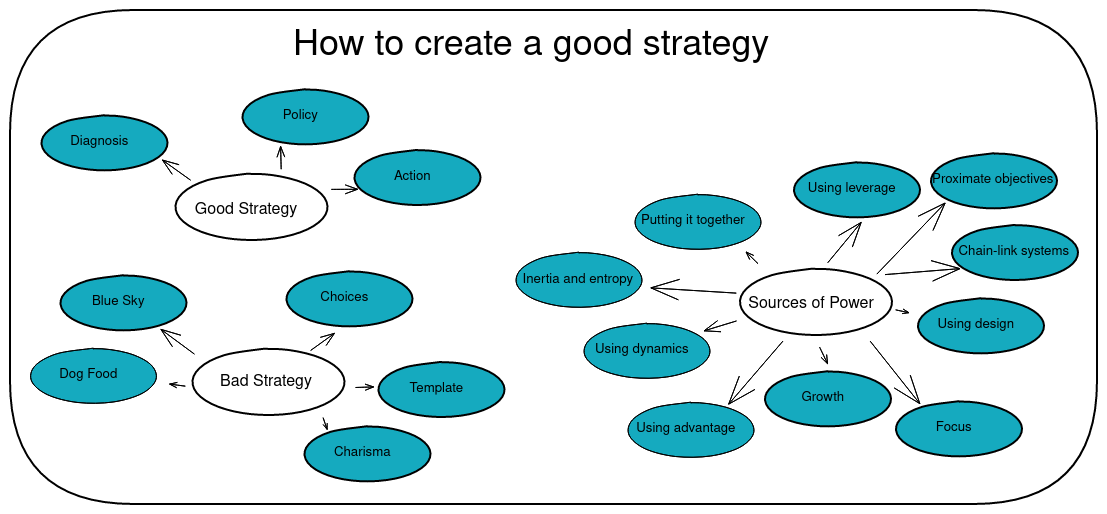 How to create a good strategy
Policy
Diagnosis
Action
Good Strategy
Blue Sky
Choices
Dog Food
Bad Strategy
Template
Charisma
Using leverage
Proximate objectives
Putting it together
Chain-link systems
Inertia and entropy
Sources of Power
Using design
Using dynamics
Growth
Using advantage
Focus